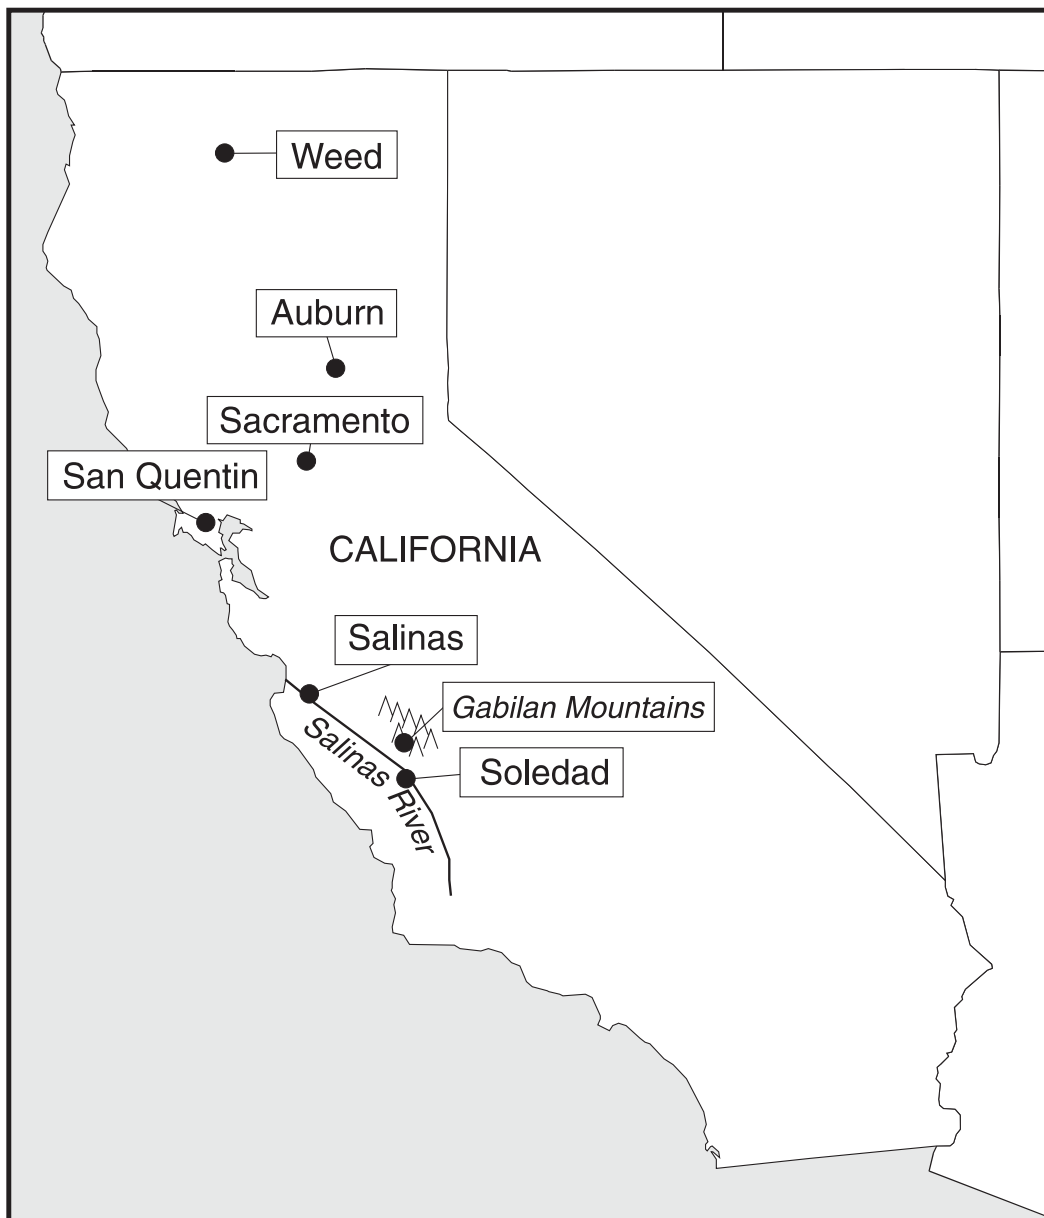 Weed
Auburn
Sacramento
San Quentin
CALIFORNIA
Salinas
Gabilan Mountains
Salinas River
Soledad